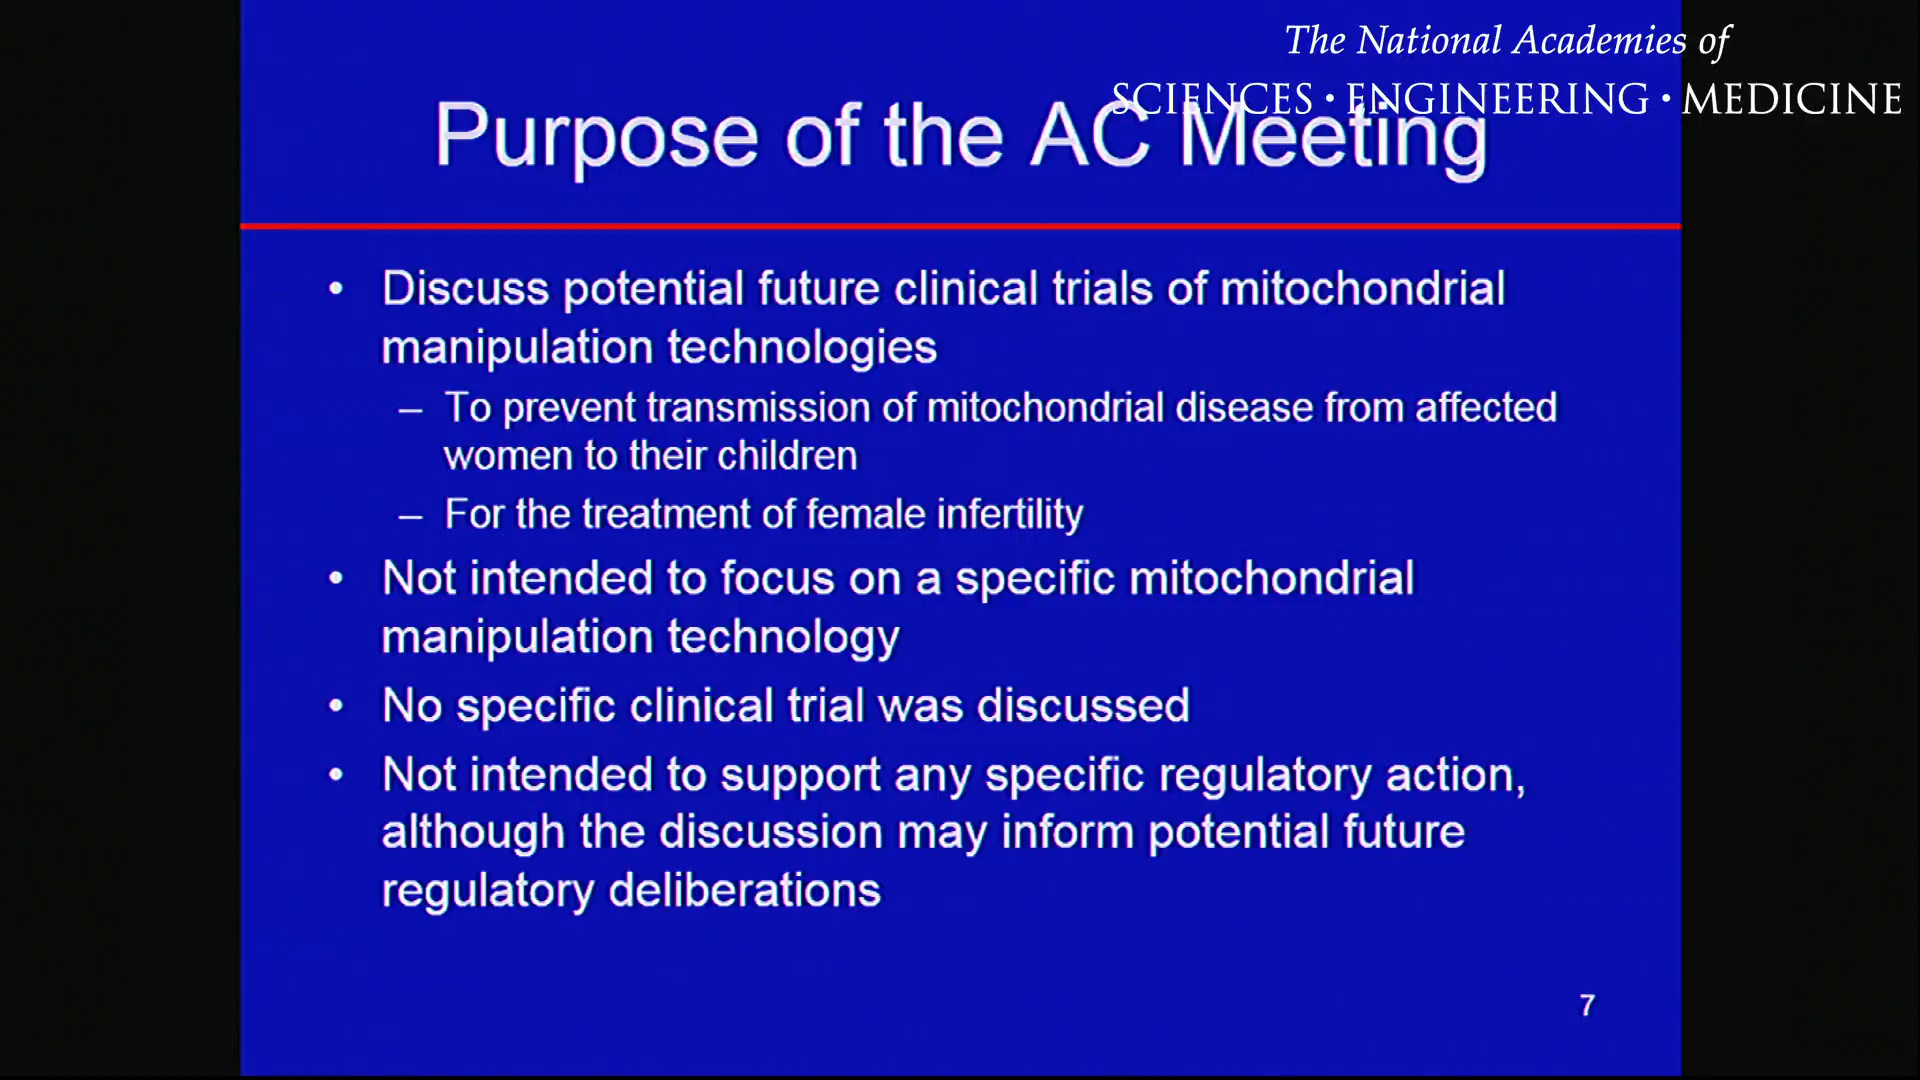 The National Academies of
SCIENCES • ENGINEERING • MEDICINE
Purpose of the AC Meeting
• Discuss potential future clinical trials of mitochondrial
manipulation technologies
– To prevent transmission of mitochondrial disease from affected
women to their children
– For the treatment of female infertility
• Not intended to focus on a specific mitochondrial
manipulation technology
• No specific clinical trial was discussed
• Not intended to support any specific regulatory action,
although the discussion may inform potential future
regulatory deliberations
7